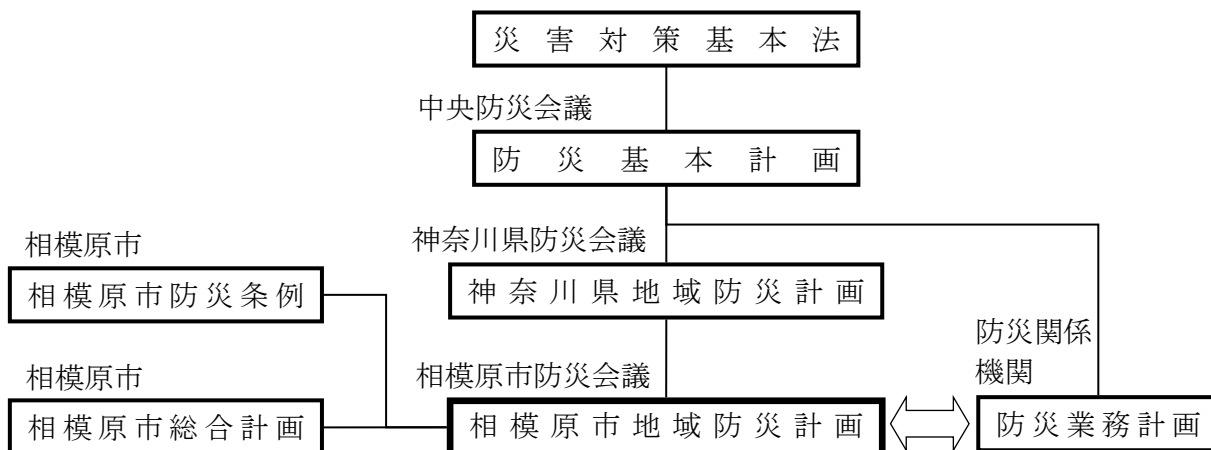 災害対策基本法
中央防災会議
防災基本計画
相模原市
神奈川県防災会議
相模原市防災条例
神奈川県地域防災計画
防災関係
機関
相模原市
相模原市防災会議
相模原市総合計画
相模原市地域防災計画
防災業務計画